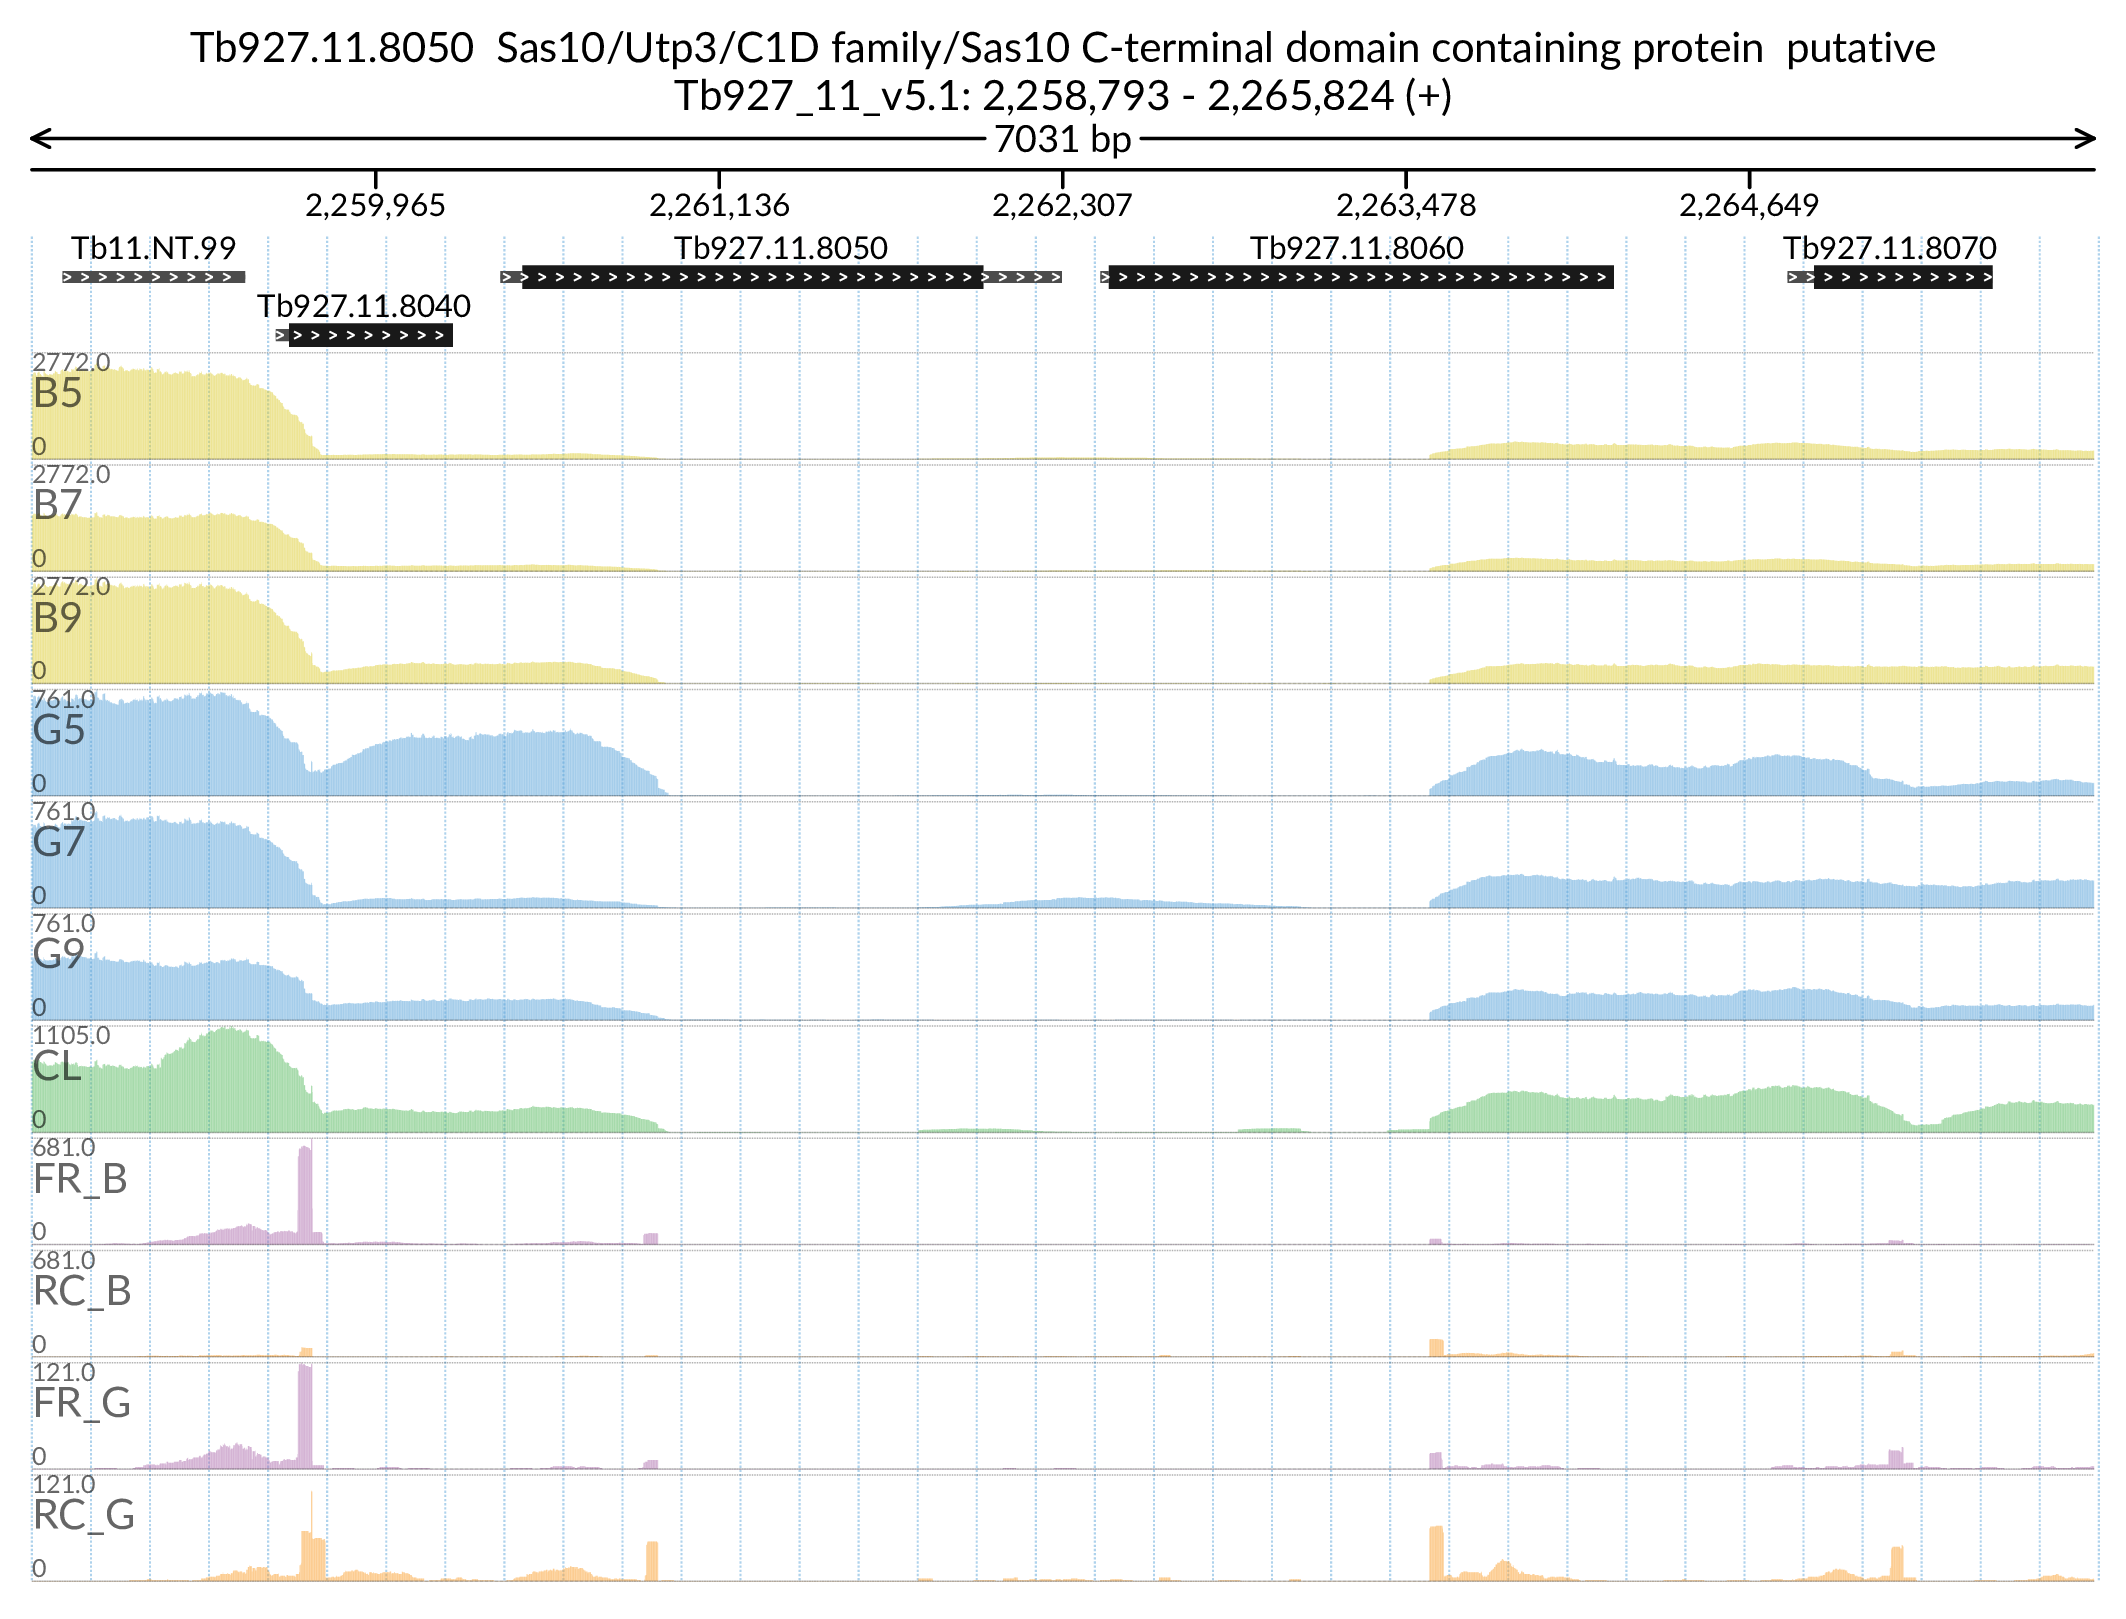 Tb927.11.8050  Sas10/Utp3/C1D family/Sas10 C-terminal domain containing protein  putative
Tb927_11_v5.1: 2,258,793 - 2,265,824 (+)
7031 bp
2,259,965 2,261,136 2,262,307 2,263,478 2,264,649
Tb11.NT.99 Tb927.11.8050 Tb927.11.8060 Tb927.11.8070
Tb927.11.8040
2772.0
B5
0
2772.0
B7
0
2772.0
B9
0
761.0
G5
0
761.0
G7
0
761.0
G9
0
1105.0
CL
0
681.0
FR_B
0
681.0
RC_B
0
121.0
FR_G
0
121.0
RC_G
0